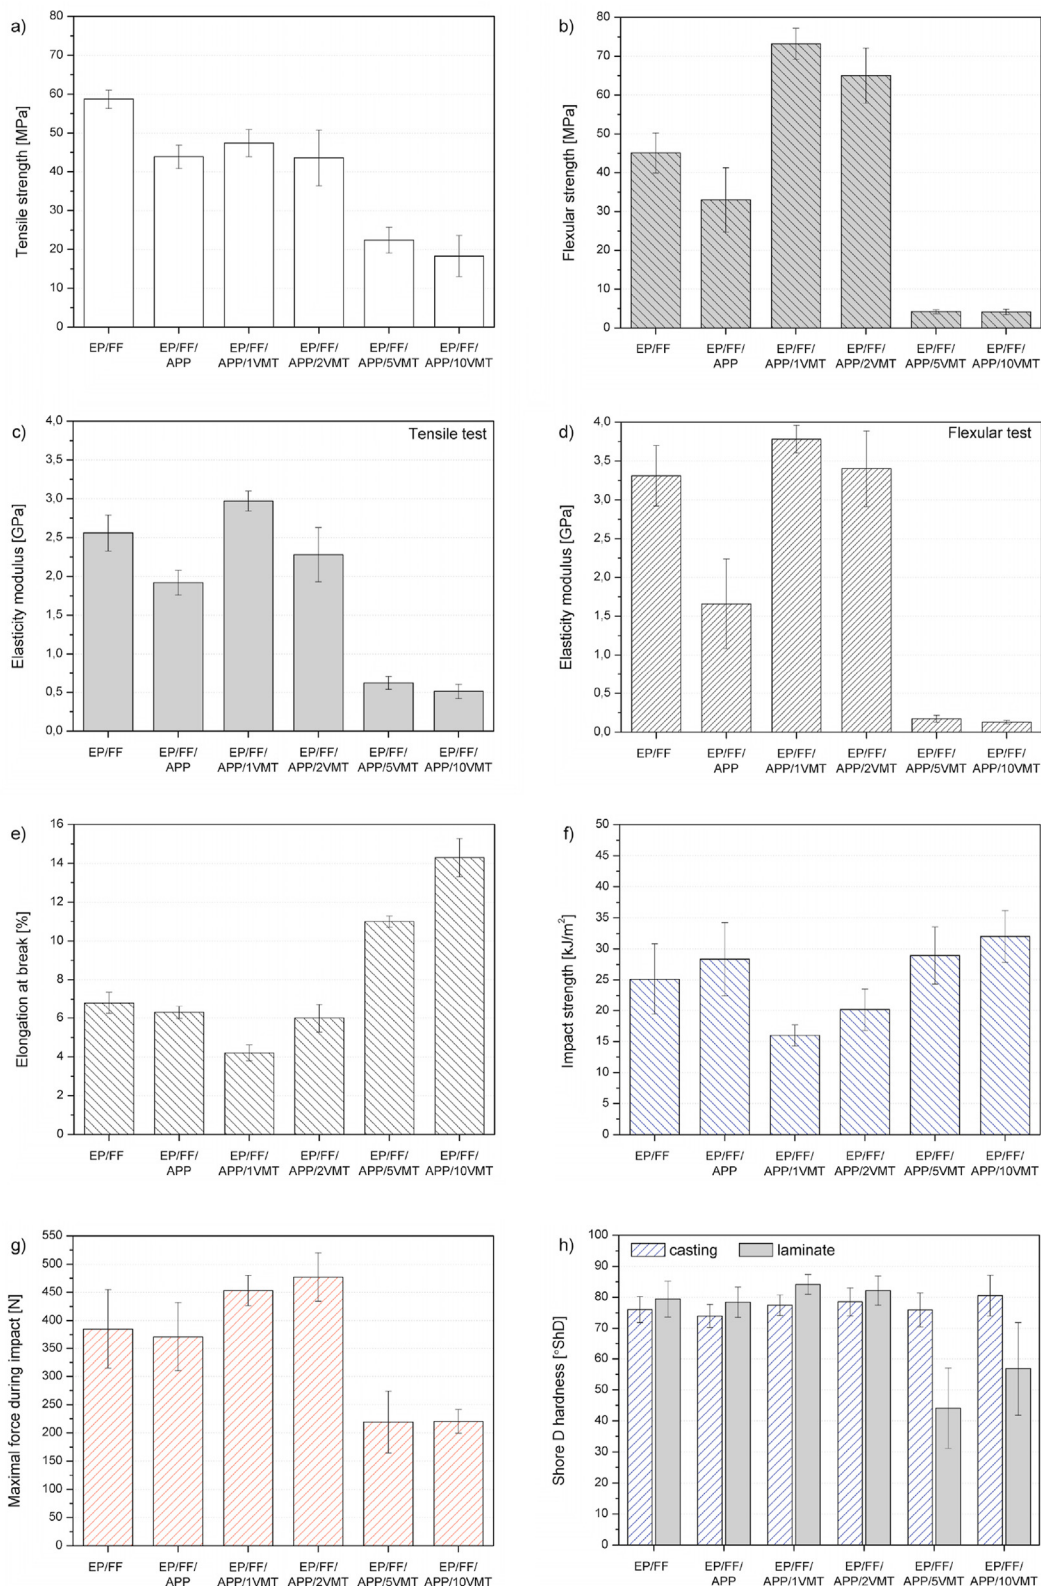 a)
Tensile strength [MPa]
80
70
60
50
40
30
20
10
0
EP/FF EP/FF/ EP/FF/ EP/FF/ EP/FF/ EP/FF/
APP APP/1VMT APP/2VMT APP/5VMT APP/10VMT
b)
Flexular strength [MPa]
80
70
60
50
40
30
20
10
0
EP/FF EP/FF/ EP/FF/ EP/FF/ EP/FF/ EP/FF/
APP APP/1VMT APP/2VMT APP/5VMT APP/10VMT
c)
Tensile test
Elasticity modulus [GPa]
4,0
3,5
3,0
2,5
2,0
1,5
1,0
0,5
0,0
EP/FF EP/FF/ EP/FF/ EP/FF/ EP/FF/ EP/FF/
APP APP/1VMT APP/2VMT APP/5VMT APP/10VMT
d)
Flexular test
Elasticity modulus [GPa]
4,0
3,5
3,0
2,5
2,0
1,5
1,0
0,5
0,0
EP/FF EP/FF/ EP/FF/ EP/FF/ EP/FF/ EP/FF/
APP APP/1VMT APP/2VMT APP/5VMT APP/10VMT
e)
Elongation at break [%]
16
14
12
10
8
6
4
2
0
EP/FF EP/FF/ EP/FF/ EP/FF/ EP/FF/ EP/FF/
APP APP/1VMT APP/2VMT APP/5VMT APP/10VMT
f)
Impact strength [kJ/m²]
50
45
40
35
30
25
20
15
10
5
0
EP/FF EP/FF/ EP/FF/ EP/FF/ EP/FF/ EP/FF/
APP APP/1VMT APP/2VMT APP/5VMT APP/10VMT
g)
Maximal force during impact [N]
550
500
450
400
350
300
250
200
150
100
50
0
EP/FF EP/FF/ EP/FF/ EP/FF/ EP/FF/ EP/FF/
APP APP/1VMT APP/2VMT APP/5VMT APP/10VMT
h)
casting laminate
Shore D hardness [°ShD]
100
90
80
70
60
50
40
30
20
10
0
EP/FF EP/FF/ EP/FF/ EP/FF/ EP/FF/ EP/FF/
APP APP/1VMT APP/2VMT APP/5VMT APP/10VMT